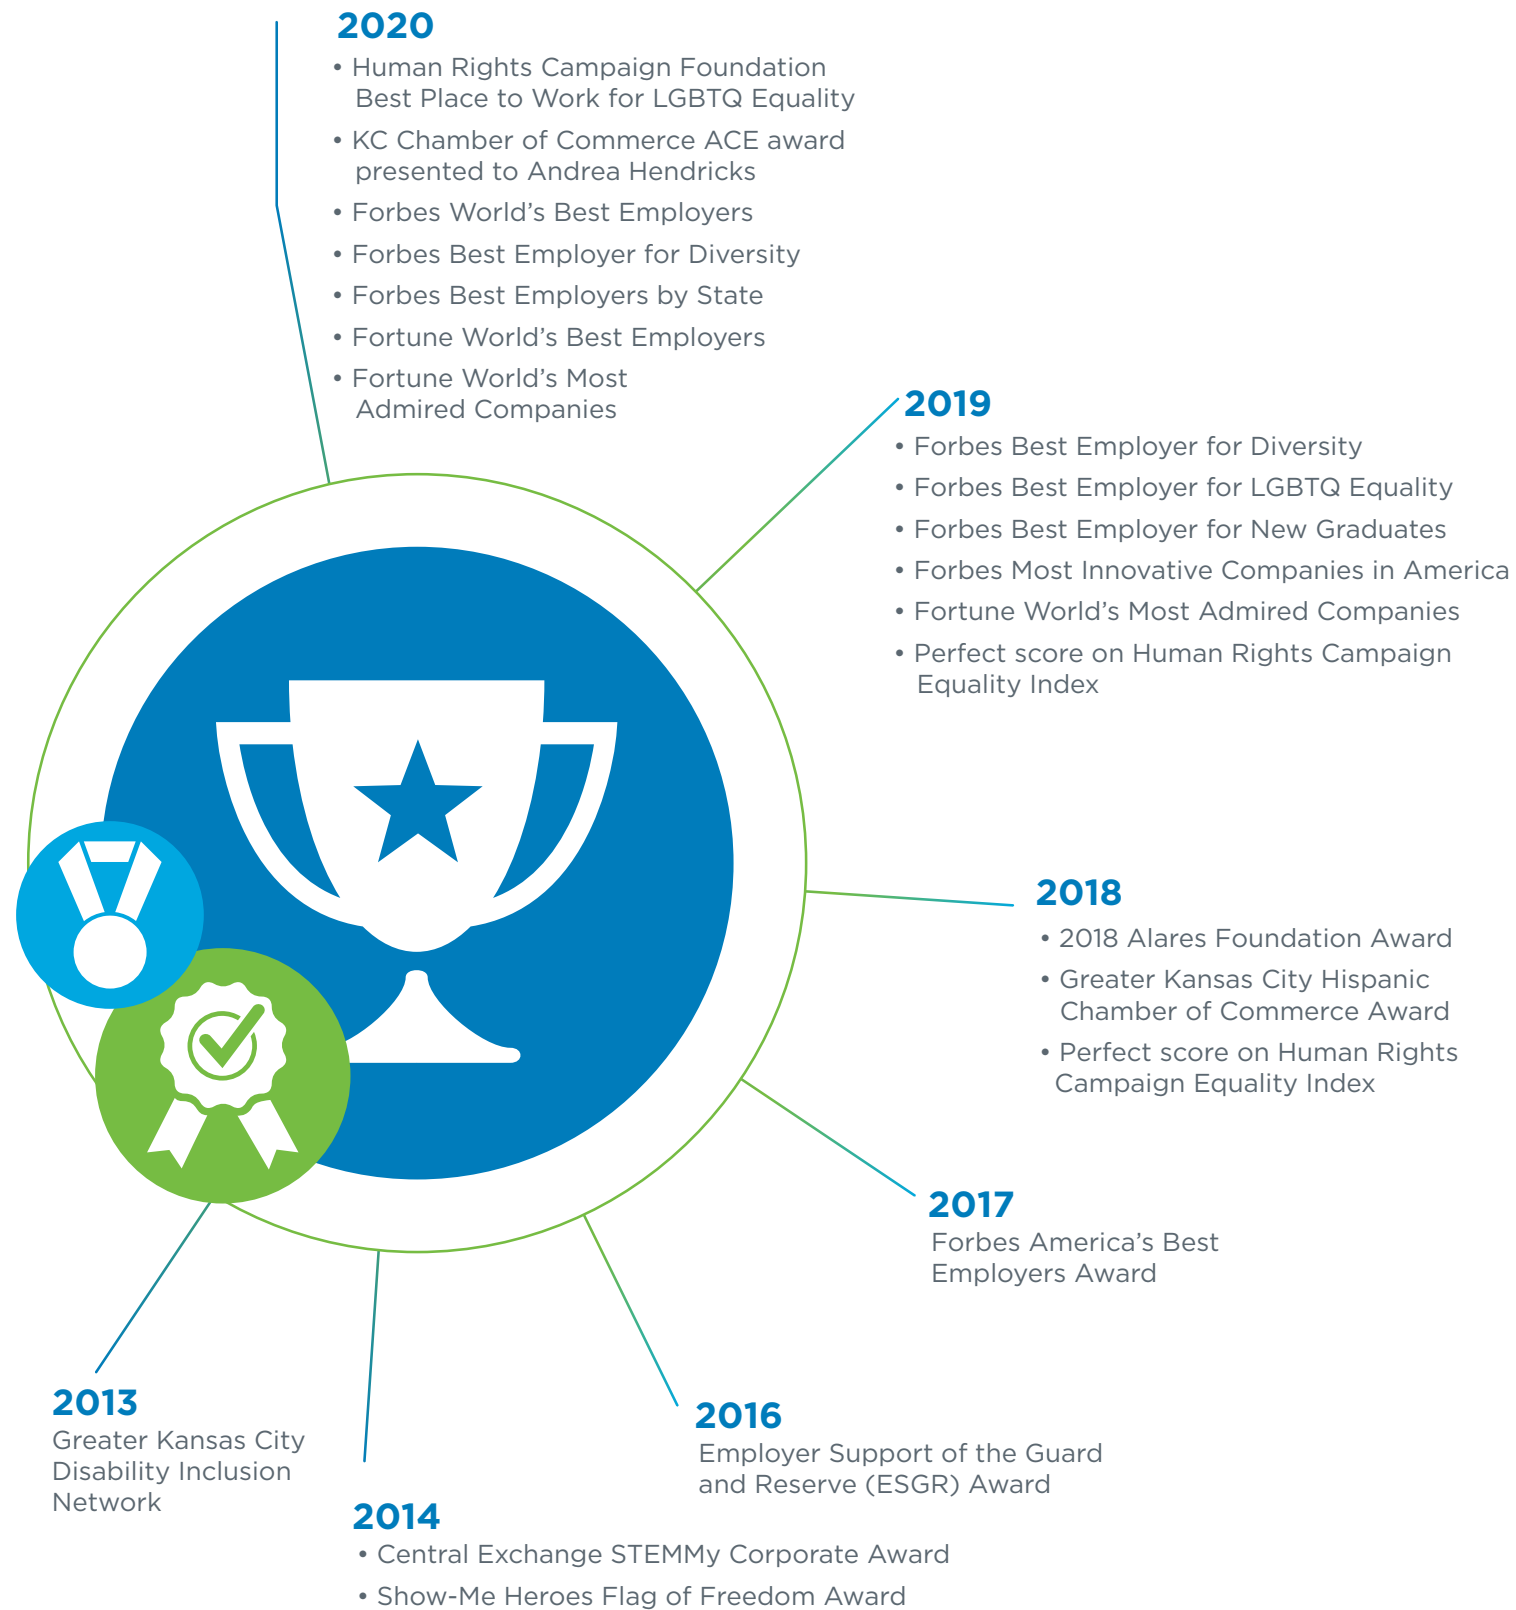 2020
• Human Rights Campaign Foundation
Best Place to Work for LGBTQ Equality
• KC Chamber of Commerce ACE award
presented to Andrea Hendricks
• Forbes World’s Best Employers
• Forbes Best Employer for Diversity
• Forbes Best Employers by State
• Fortune World’s Best Employers
• Fortune World’s Most
Admired Companies
2019
• Forbes Best Employer for Diversity
• Forbes Best Employer for LGBTQ Equality
• Forbes Best Employer for New Graduates
• Forbes Most Innovative Companies in America
• Fortune World’s Most Admired Companies
• Perfect score on Human Rights Campaign
Equality Index
2018
• 2018 Alares Foundation Award
• Greater Kansas City Hispanic
Chamber of Commerce Award
• Perfect score on Human Rights
Campaign Equality Index
2017
Forbes America’s Best
Employers Award
2016
Employer Support of the Guard
and Reserve (ESGR) Award
2014
• Central Exchange STEMMy Corporate Award
• Show-Me Heroes Flag of Freedom Award
2013
Greater Kansas City
Disability Inclusion
Network